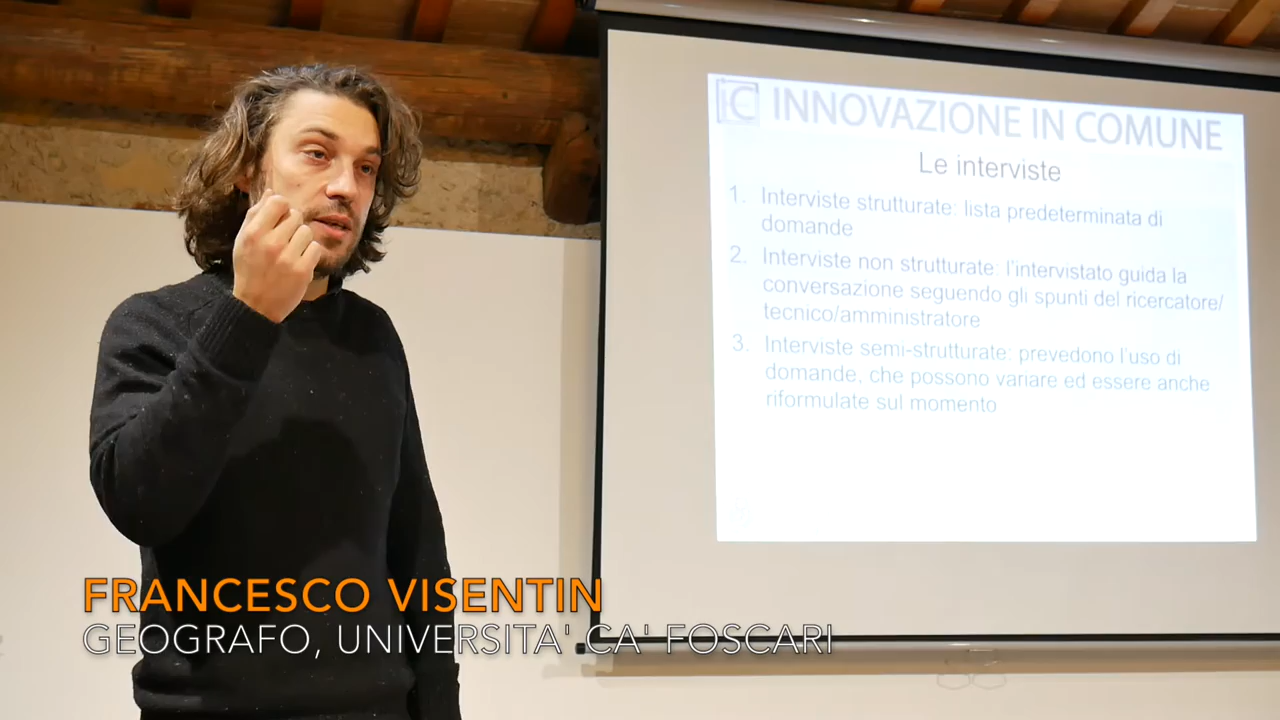 iC INNOVAZIONE IN COMUNE
Le interviste
1. Interviste strutturate: lista predeterminata di
domande
2. Interviste non strutturate: l'intervistato guida la
conversazione seguendo gli spunti del ricercatore/
tecnico/amministratore
3. Interviste semi-strutturate: prevedono l'uso di
domande, che possono variare ed essere anche
riformulate sul momento
FRANCESCO VISENTIN
GEOGRAFO, UNIVERSITA' CA' FOSCARI